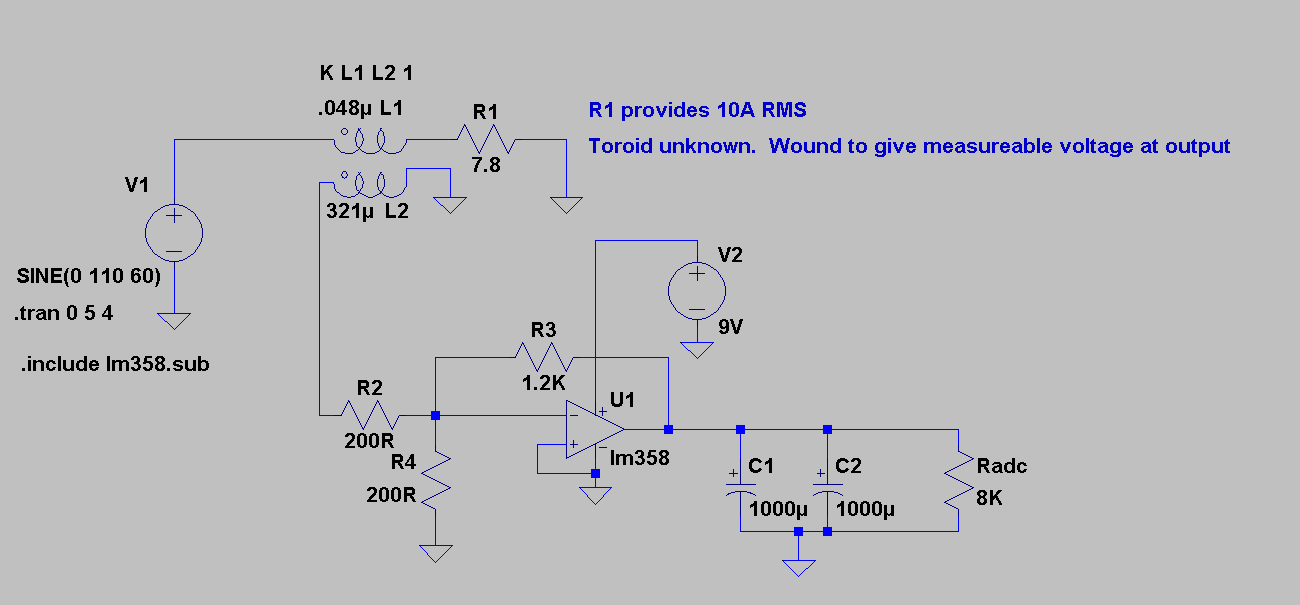 K L1 L2 1
.048µ L1
R1
R1 provides 10A RMS
7.8
Toroid unknown.  Wound to give measureable voltage at output
V1
321µ L2
SINE(0 110 60)
.tran 0 5 4
.include lm358.sub
V2
9V
R3
1.2K
R2
200R
U1
lm358
R4
200R
C1
1000µ
C2
1000µ
Radc
8K